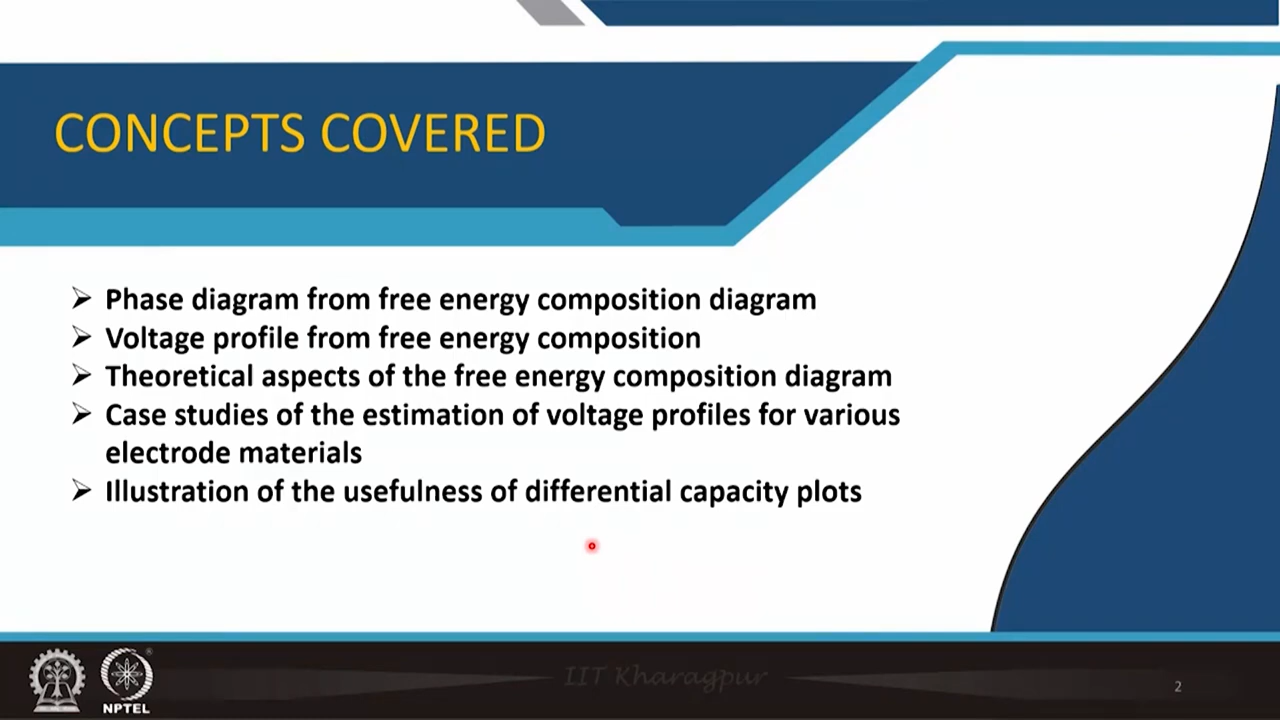 CONCEPTS COVERED
➢ Phase diagram from free energy composition diagram
➢ Voltage profile from free energy composition
➢ Theoretical aspects of the free energy composition diagram
➢ Case studies of the estimation of voltage profiles for various
electrode materials
➢ Illustration of the usefulness of differential capacity plots
IIT Kharagpur
2
NPTEL